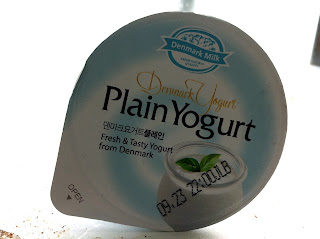 Denmark Milk
Denmark Yogurt
Plain Yogurt
덴마크요거트플레인
Fresh & Tasty Yogurt
from Denmark
09.23 22:00LB
OPEN